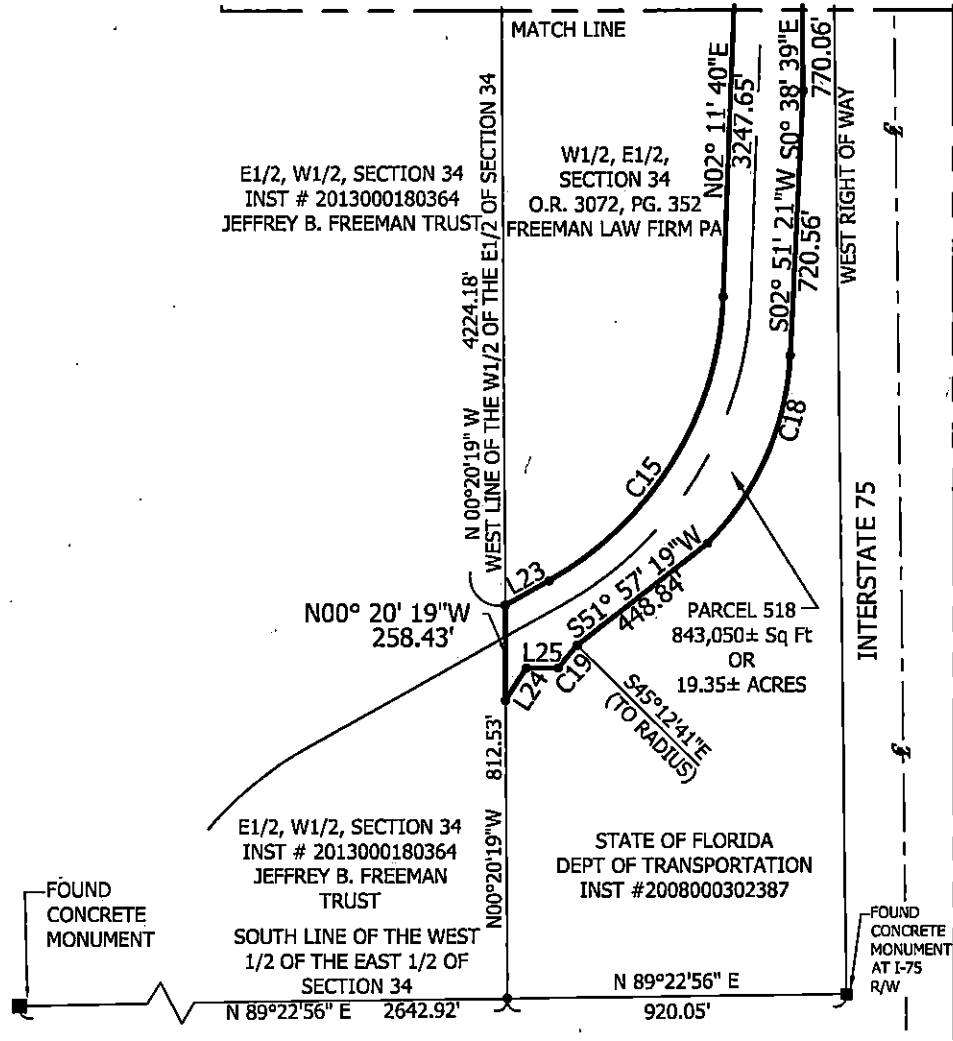 MATCH LINE
N02° 11' 40"E
3247.65'
S0° 38' 39"E
770.06'
E1/2, W1/2, SECTION 34
INST # 2013000180364
JEFFREY B. FREEMAN TRUST
W1/2, E1/2,
SECTION 34
O.R. 3072, PG. 352
FREEMAN LAW FIRM PA
N 00°20'19" W
4224.18'
WEST LINE OF THE W1/2 OF THE E1/2 OF SECTION 34
S02° 51' 21"W
720.56'
WEST RIGHT OF WAY
C15
C18
INTERSTATE 75
L23
N00° 20' 19"W
258.43'
S51° 57' 19"W
448.84'
PARCEL 518
843,050± Sq Ft
OR
19.35± ACRES
L25
L24
C19
S45°12'41"E
(TO RADIUS)
812.53'
N00°20'19"W
E1/2, W1/2, SECTION 34
INST # 2013000180364
JEFFREY B. FREEMAN
TRUST
STATE OF FLORIDA
DEPT OF TRANSPORTATION
INST #2008000302387
FOUND
CONCRETE
MONUMENT
SOUTH LINE OF THE WEST
1/2 OF THE EAST 1/2 OF
SECTION 34
FOUND
CONCRETE
MONUMENT
AT I-75
R/W
N 89°22'56" E 2642.92'
N 89°22'56" E
920.05'